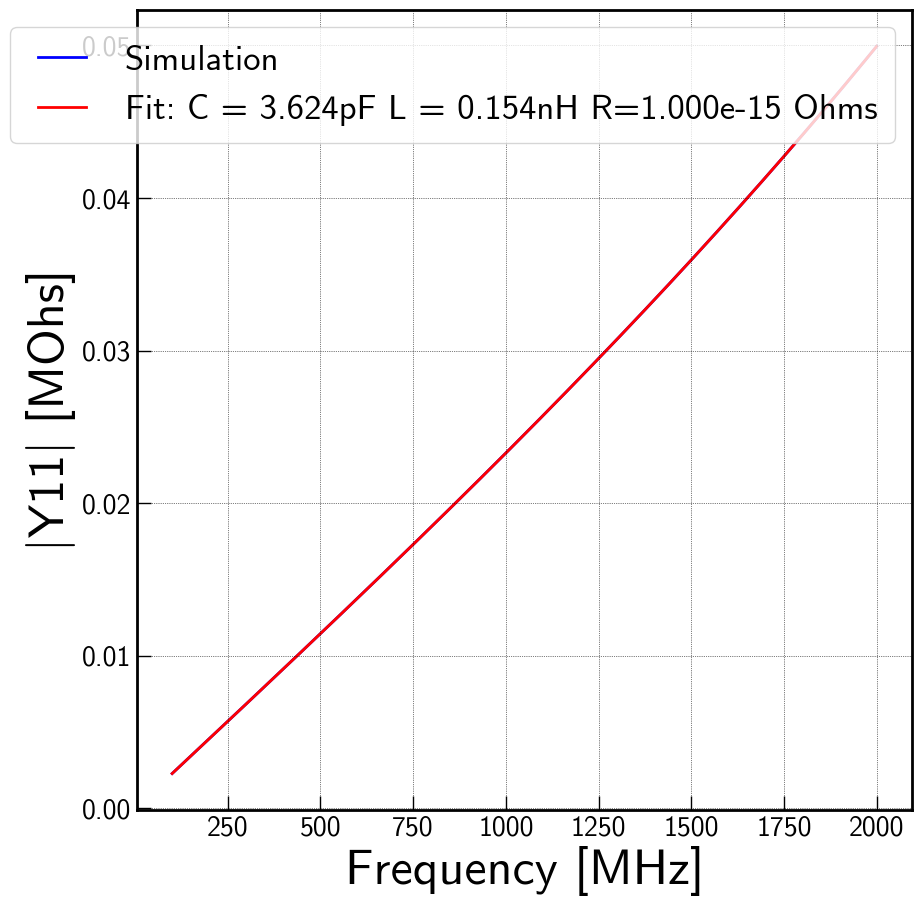 Simulation
Fit: C = 3.624pF L = 0.154nH R=1.000e-15 Ohms
|Y11| [MOhs]
0.05
0.04
0.03
0.02
0.01
0.00
250 500 750 1000 1250 1500 1750 2000
Frequency [MHz]